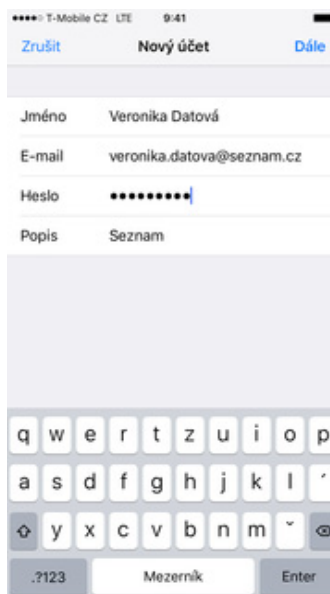 T-Mobile CZ LTE 9:41
Zrušit Nový účet Dále
Jméno Veronika Datová
E-mail veronika.datova@seznam.cz
Heslo •••••••••
Popis Seznam
q w e r t z u i o p
a s d f g h j k l ´
y x c v b n m ˇ
.?123 Mezerník Enter